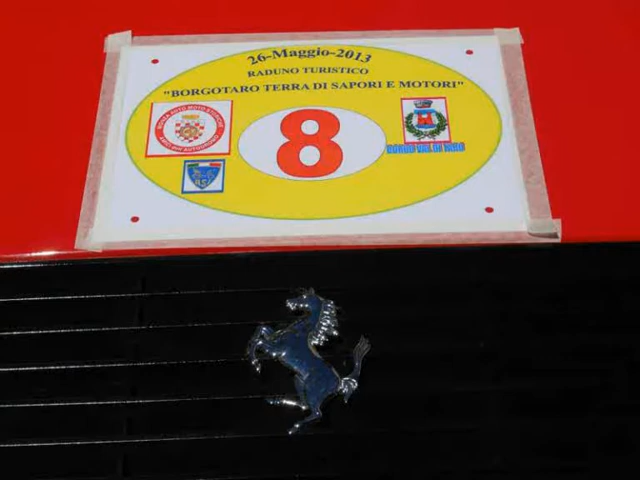 26-Maggio-2013
RADUNO TURISTICO
"BORGOTARO TERRA DI SAPORI E MOTORI"
8
BORGO VAL DI TARO